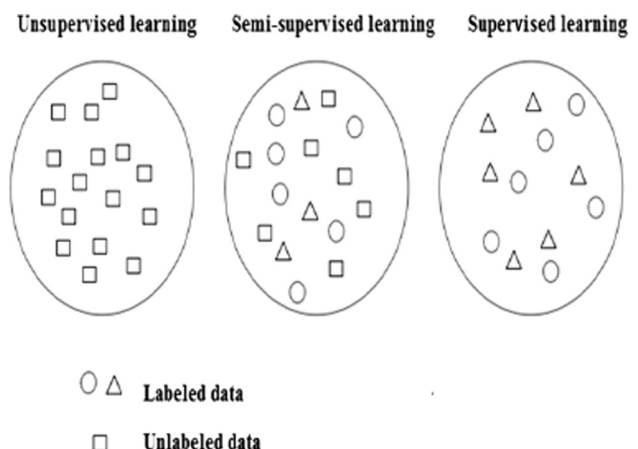 Unsupervised learning
Semi-supervised learning
Supervised learning
Labeled data
Unlabeled data